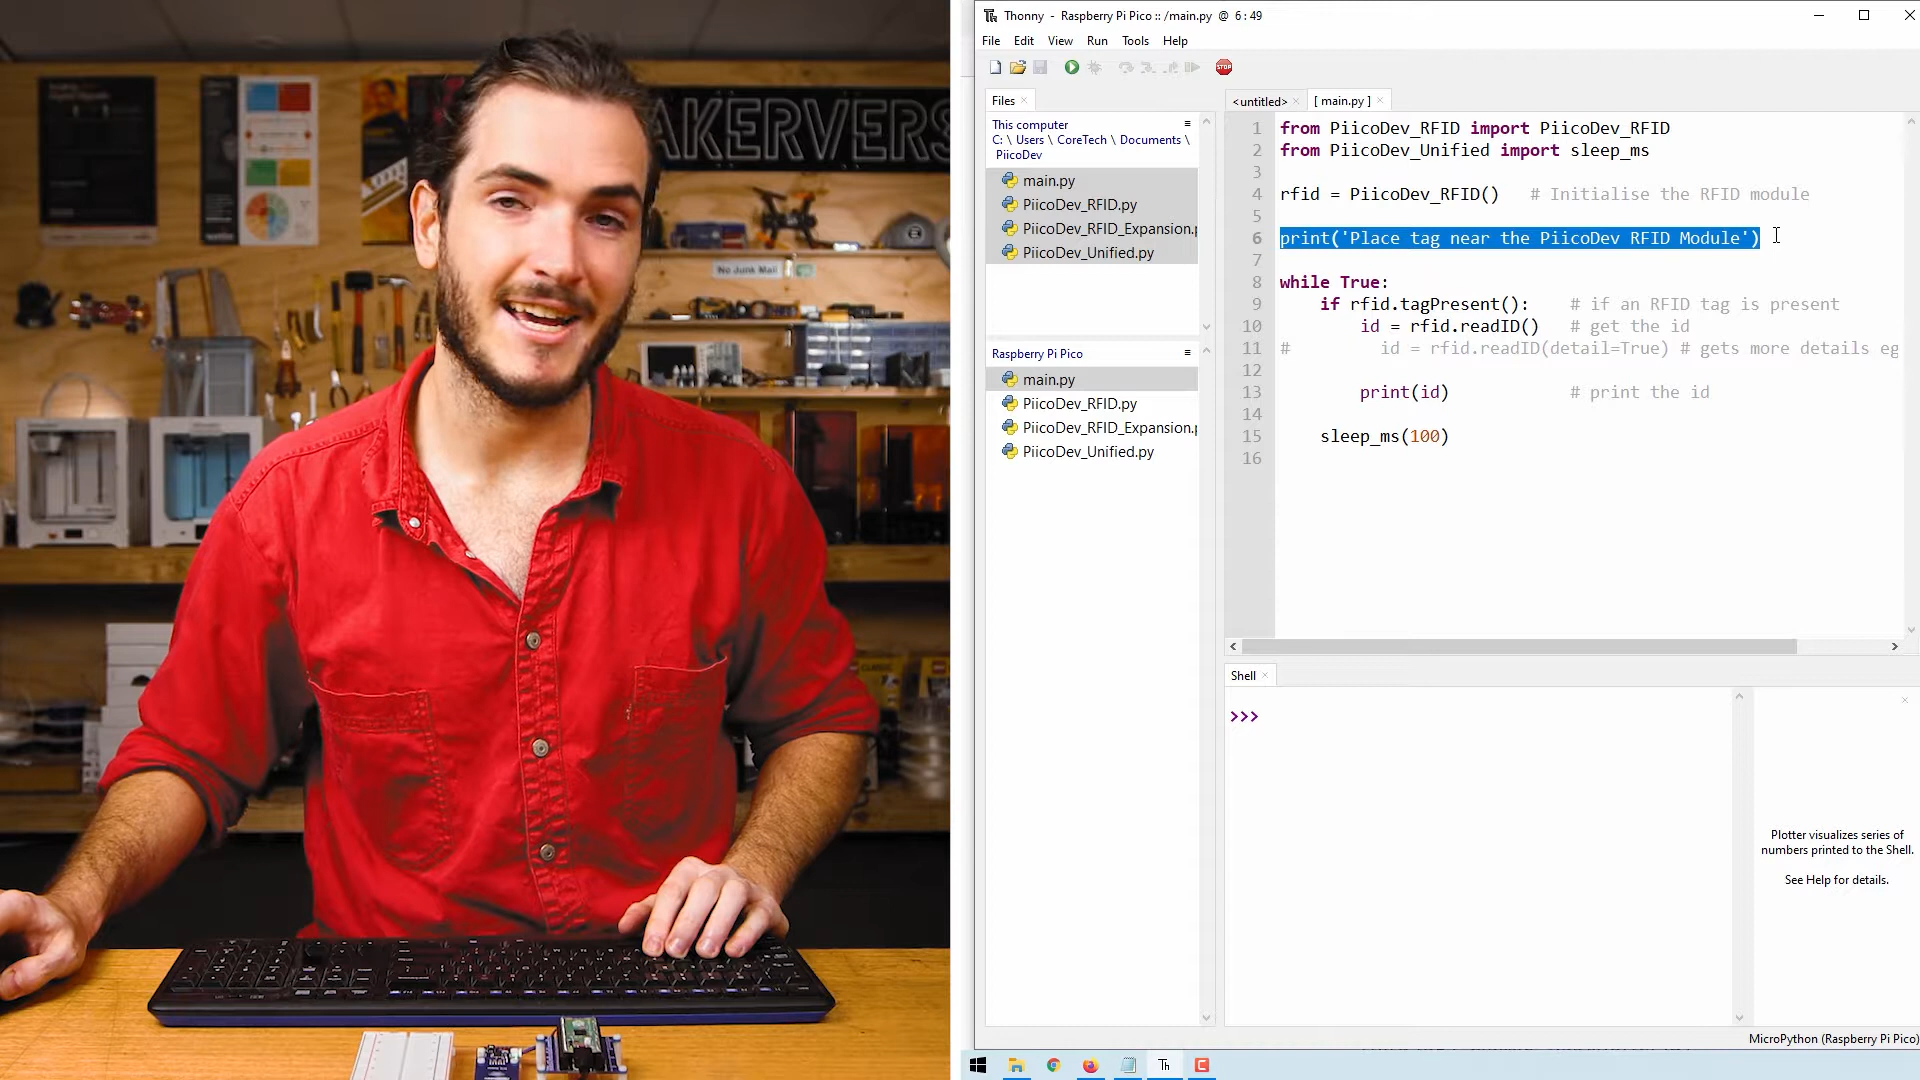 AKERVERS
No Junk Mail
Thonny - Raspberry Pi Pico :: /main.py @ 6 : 49
File Edit View Run Tools Help
STOP
Files
<untitled> [ main.py ]
This computer
C: \ Users \ CoreTech \ Documents \
PiicoDev
main.py
PiicoDev_RFID.py
PiicoDev_RFID_Expansion.p
PiicoDev_Unified.py
Raspberry Pi Pico
main.py
PiicoDev_RFID.py
PiicoDev_RFID_Expansion.p
PiicoDev_Unified.py
1 from PiicoDev_RFID import PiicoDev_RFID
2 from PiicoDev_Unified import sleep_ms
3
4 rfid = PiicoDev_RFID() # Initialise the RFID module
5
6 print('Place tag near the PiicoDev RFID Module')
7
8 while True:
9 if rfid.tagPresent(): # if an RFID tag is present
10 id = rfid.readID() # get the id
11 # id = rfid.readID(detail=True) # gets more details eg
12
13 print(id) # print the id
14
15 sleep_ms(100)
16
Shell
>>>
Plotter visualizes series of
numbers printed to the Shell.
See Help for details.
MicroPython (Raspberry Pi Pico)
Th